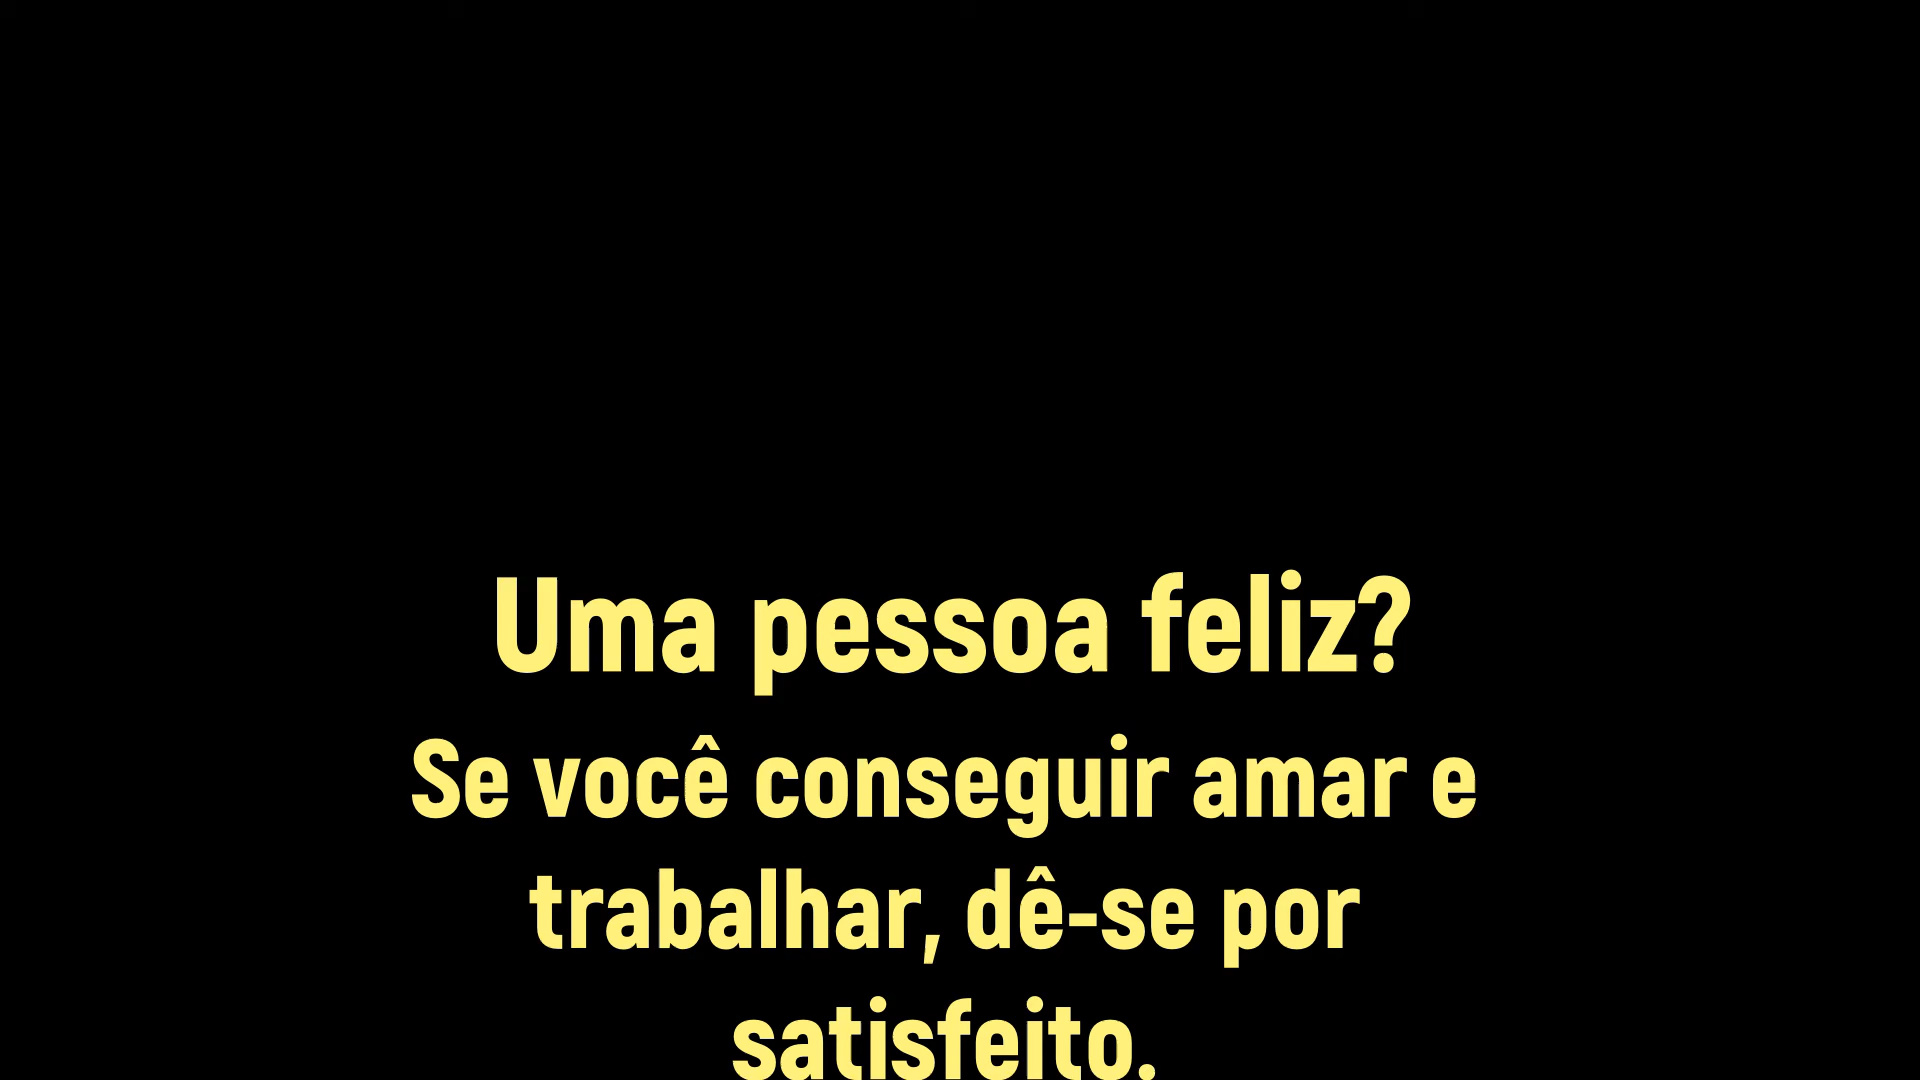 Uma pessoa feliz?
Se você conseguir amar e
trabalhar, dê-se por
satisfeito.